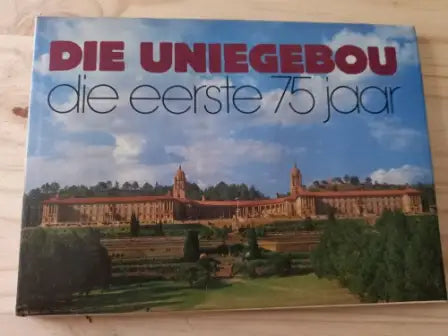 DIE UNIEGEBOU
die eerste 75 jaar